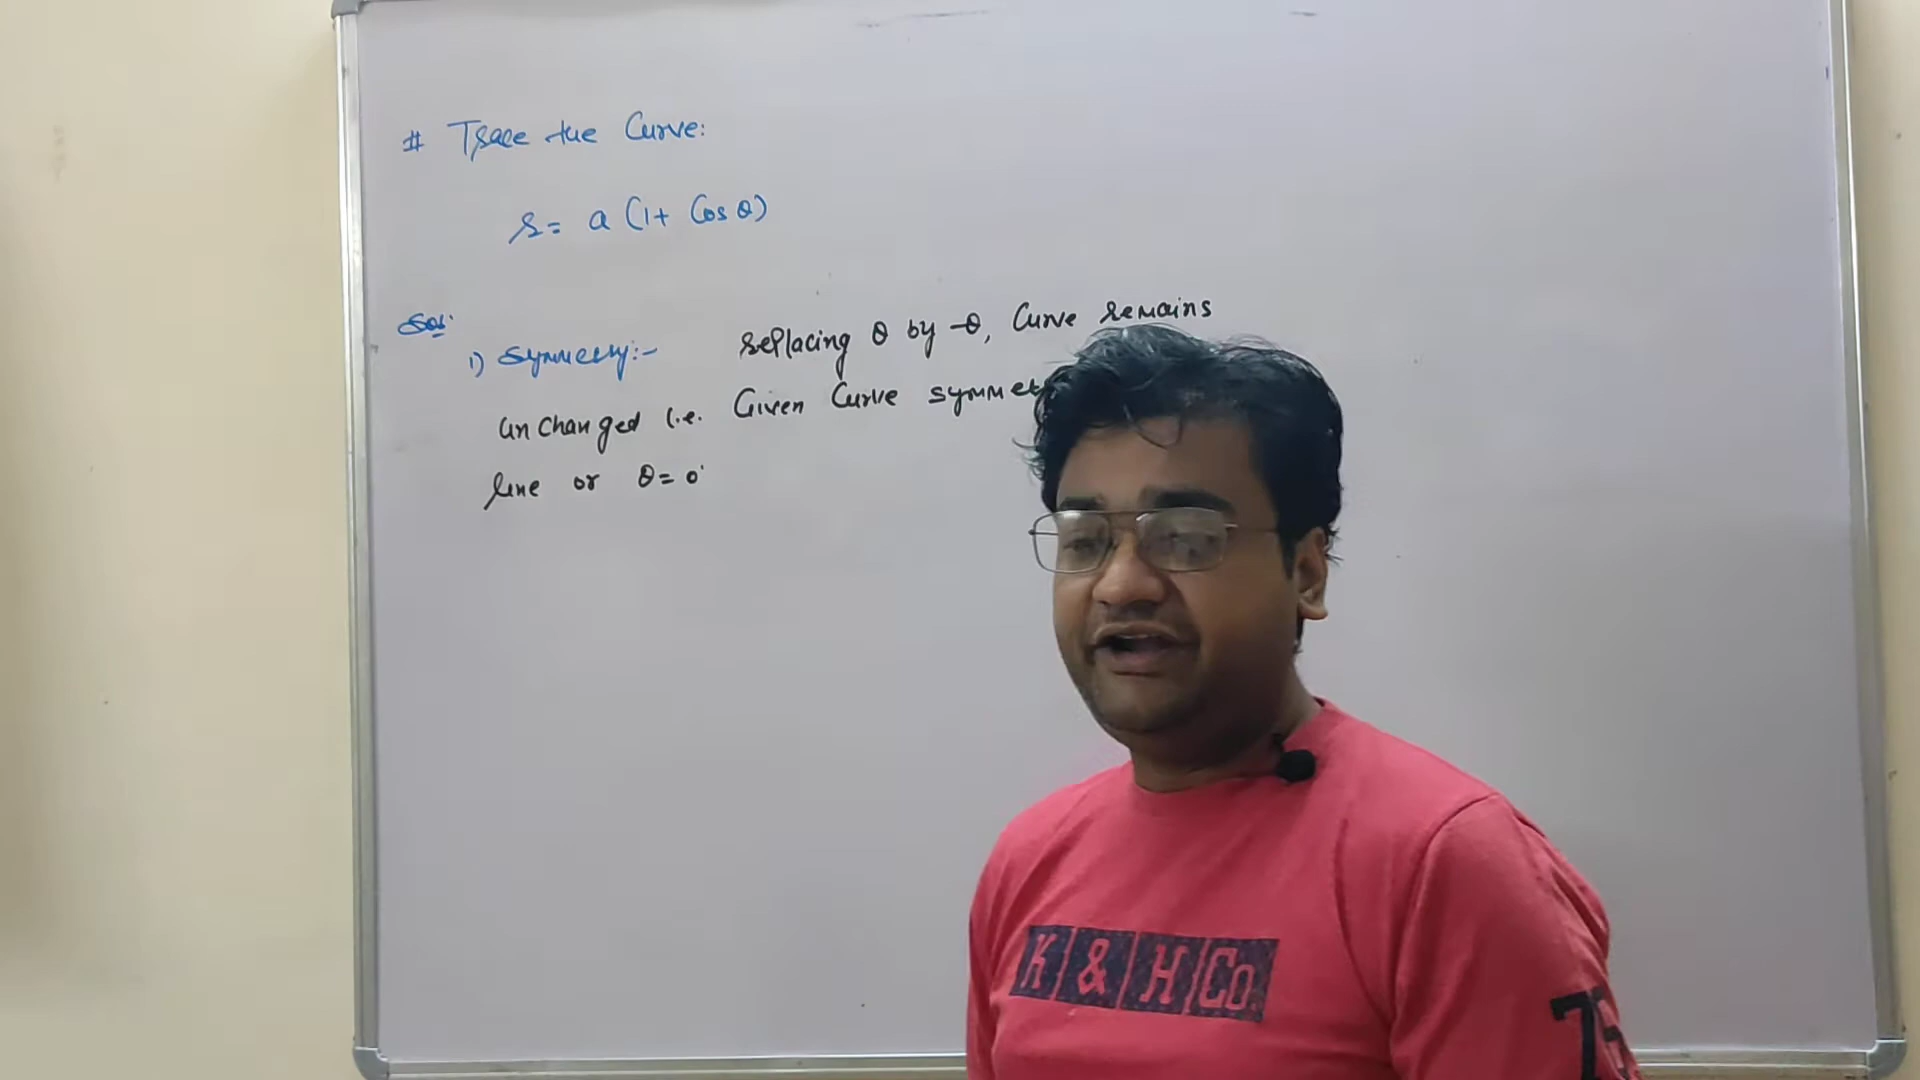 # Trace the Curve:
r = a (1 + Cos θ)
Sol.
1) Symmetry:- replacing θ by -θ, Curve remains
unchanged i.e. Given Curve symmet
line or θ = 0
K & H Co.
75